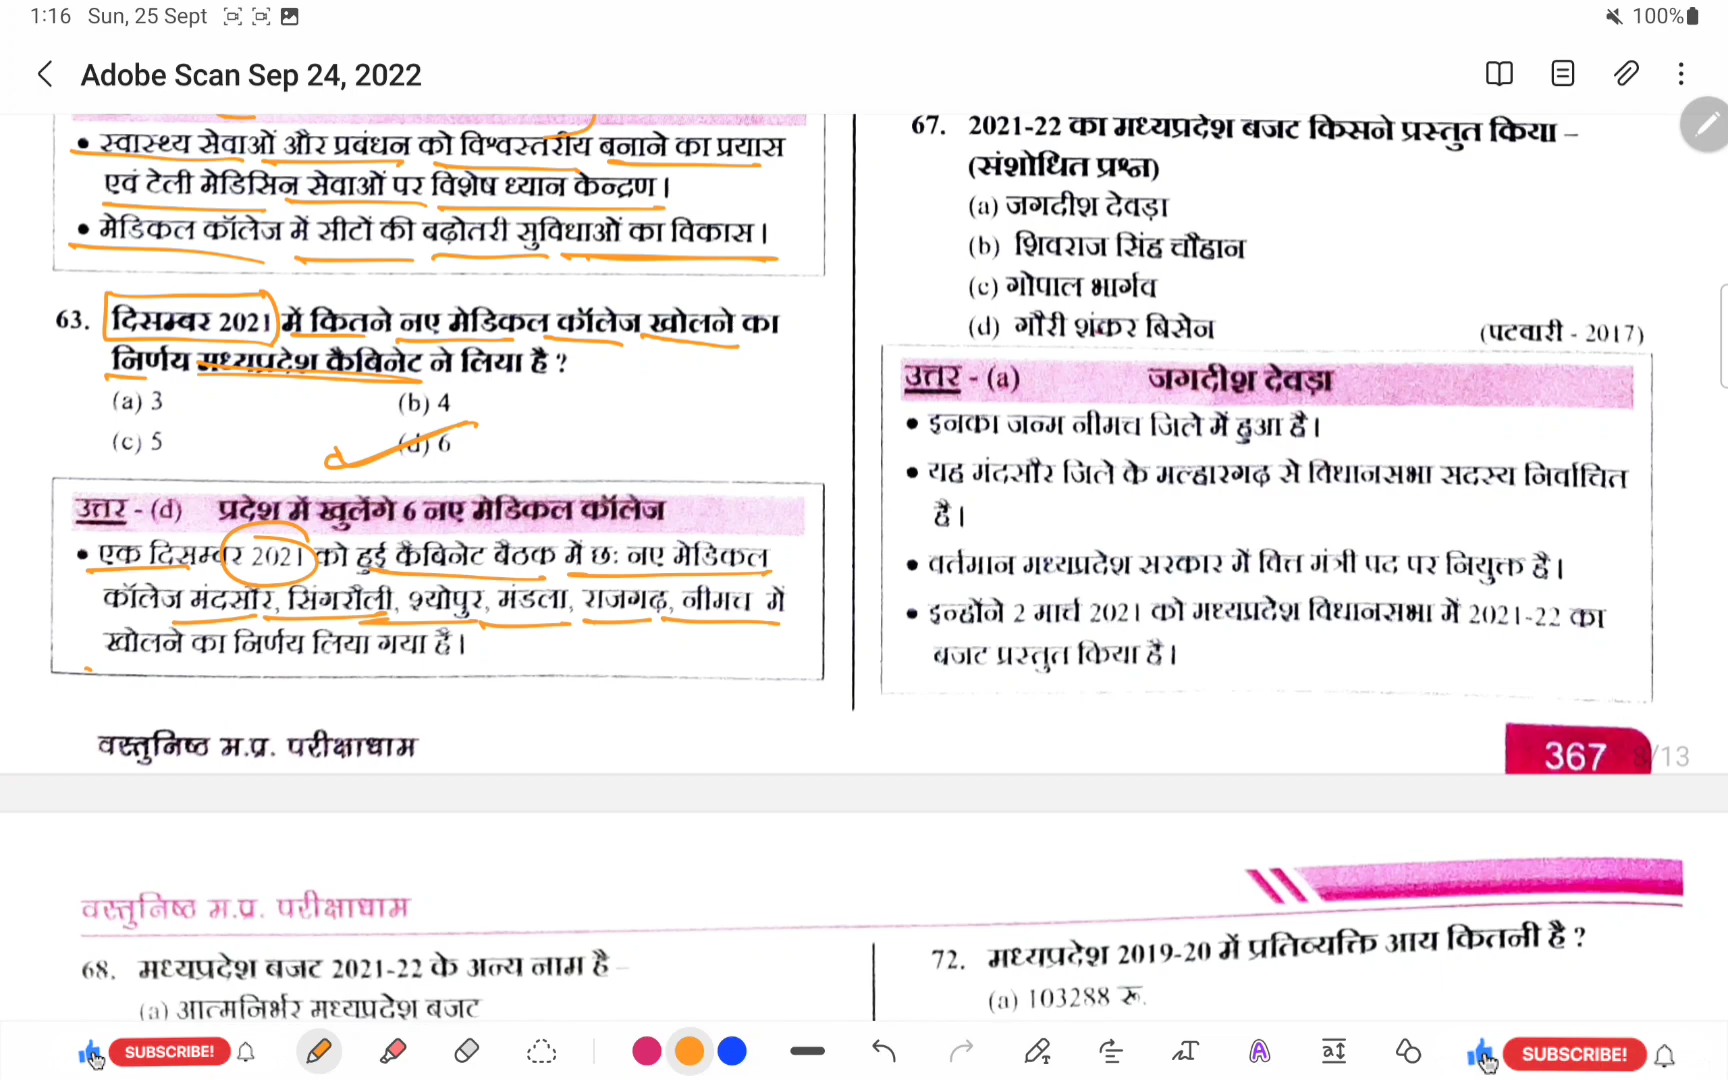 1:16 Sun, 25 Sept
100%
Adobe Scan Sep 24, 2022
• स्वास्थ्य सेवाओं और प्रबंधन को विश्वस्तरीय बनाने का प्रयास
एवं टेली मेडिसिन सेवाओं पर विशेष ध्यान केन्द्रण।
• मेडिकल कॉलेज में सीटों की बढ़ोतरी सुविधाओं का विकास।
63. दिसम्बर 2021 में कितने नए मेडिकल कॉलेज खोलने का
निर्णय मध्यप्रदेश कैबिनेट ने लिया है ?
(a) 3 (b) 4
(c) 5 (d) 6
उत्तर - (d) प्रदेश में खुलेंगे 6 नए मेडिकल कॉलेज
• एक दिसम्बर 2021 को हुई कैबिनेट बैठक में छः नए मेडिकल
कॉलेज मंदसौर, सिंगरौली, श्योपुर, मंडला, राजगढ़, नीमच में
खोलने का निर्णय लिया गया है।
वस्तुनिष्ठ म.प्र. परीक्षाधाम
67. 2021-22 का मध्यप्रदेश बजट किसने प्रस्तुत किया –
(संशोधित प्रश्न)
(a) जगदीश देवड़ा
(b) शिवराज सिंह चौहान
(c) गोपाल भार्गव
(d) गौरी शंकर बिसेन (पटवारी - 2017)
उत्तर - (a) जगदीश देवड़ा
• इनका जन्म नीमच जिले में हुआ है।
• यह मंदसौर जिले के मल्हारगढ़ से विधानसभा सदस्य निर्वाचित
है।
• वर्तमान मध्यप्रदेश सरकार में वित्त मंत्री पद पर नियुक्त है।
• इन्होंने 2 मार्च 2021 को मध्यप्रदेश विधानसभा में 2021-22 का
बजट प्रस्तुत किया है।
367
8/13
वस्तुनिष्ठ म.प्र. परीक्षाधाम
68. मध्यप्रदेश बजट 2021-22 के अन्य नाम है –
(a) आत्मनिर्भर मध्यप्रदेश बजट
72. मध्यप्रदेश 2019-20 में प्रतिव्यक्ति आय कितनी है ?
(a) 103288 रू.
SUBSCRIBE!
SUBSCRIBE!